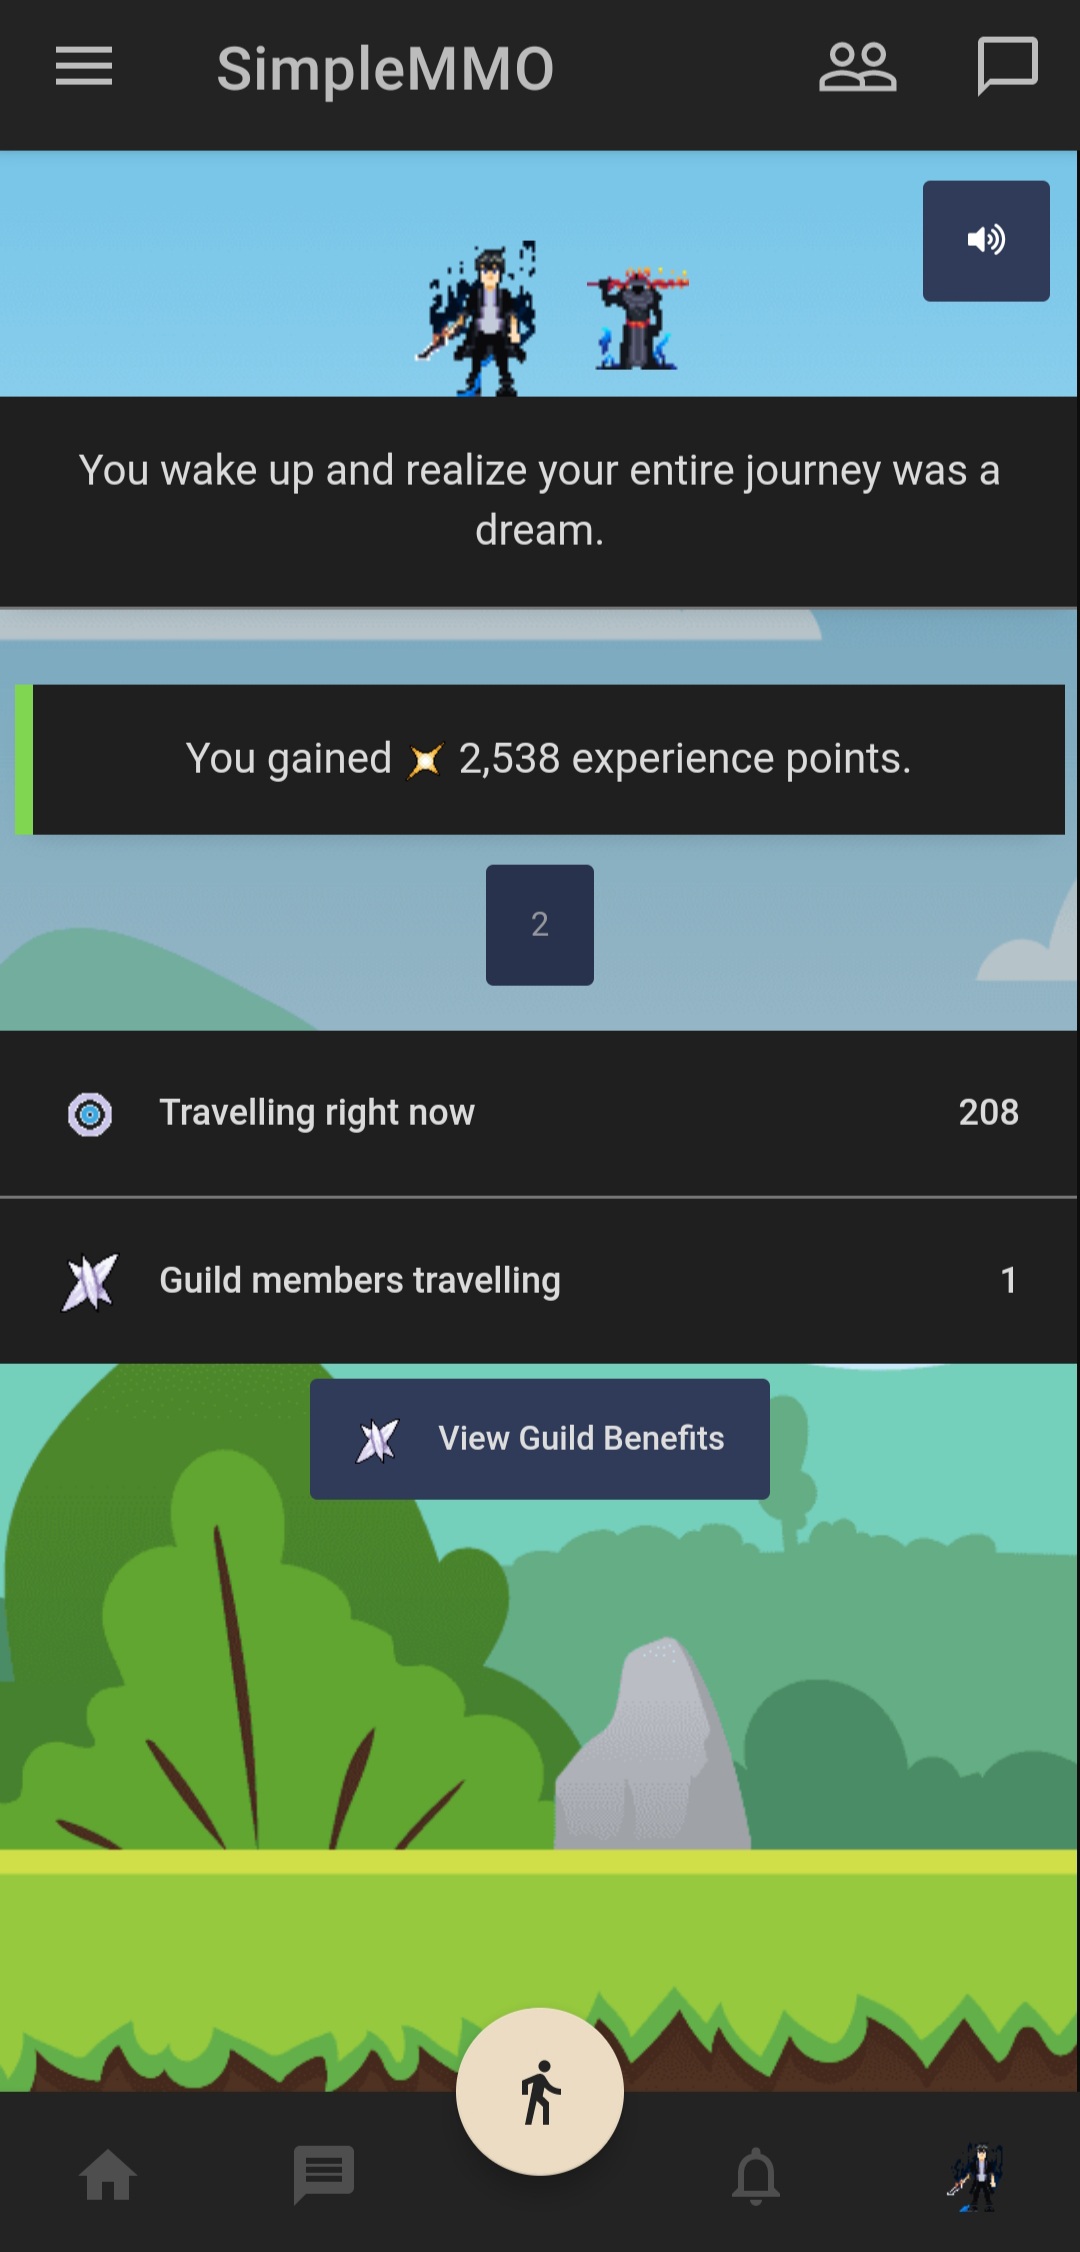 SimpleMMO
You wake up and realize your entire journey was a
dream.
You gained 2,538 experience points.
2
Travelling right now 208
Guild members travelling 1
View Guild Benefits